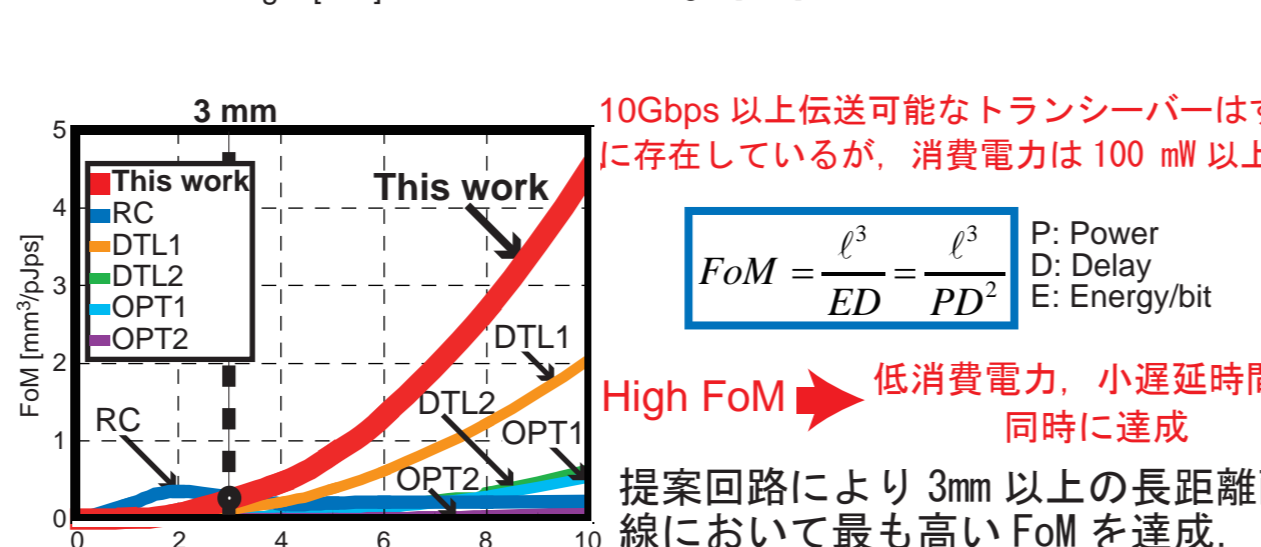 3 mm
5
4
3
2
1
0
FoM [mm³/pJps]
This work
RC
DTL1
DTL2
OPT1
OPT2
This work
DTL1
DTL2
OPT1
OPT2
RC
0 2 4 6 8 10
10Gbps 以上伝送可能なトランシーバーは
に存在しているが，消費電力は 100 mW 以上
FoM = ℓ³/ED = ℓ³/PD²
P: Power
D: Delay
E: Energy/bit
High FoM
低消費電力，小遅延時間
同時に達成
提案回路により 3mm 以上の長距離
線において最も高い FoM を達成．